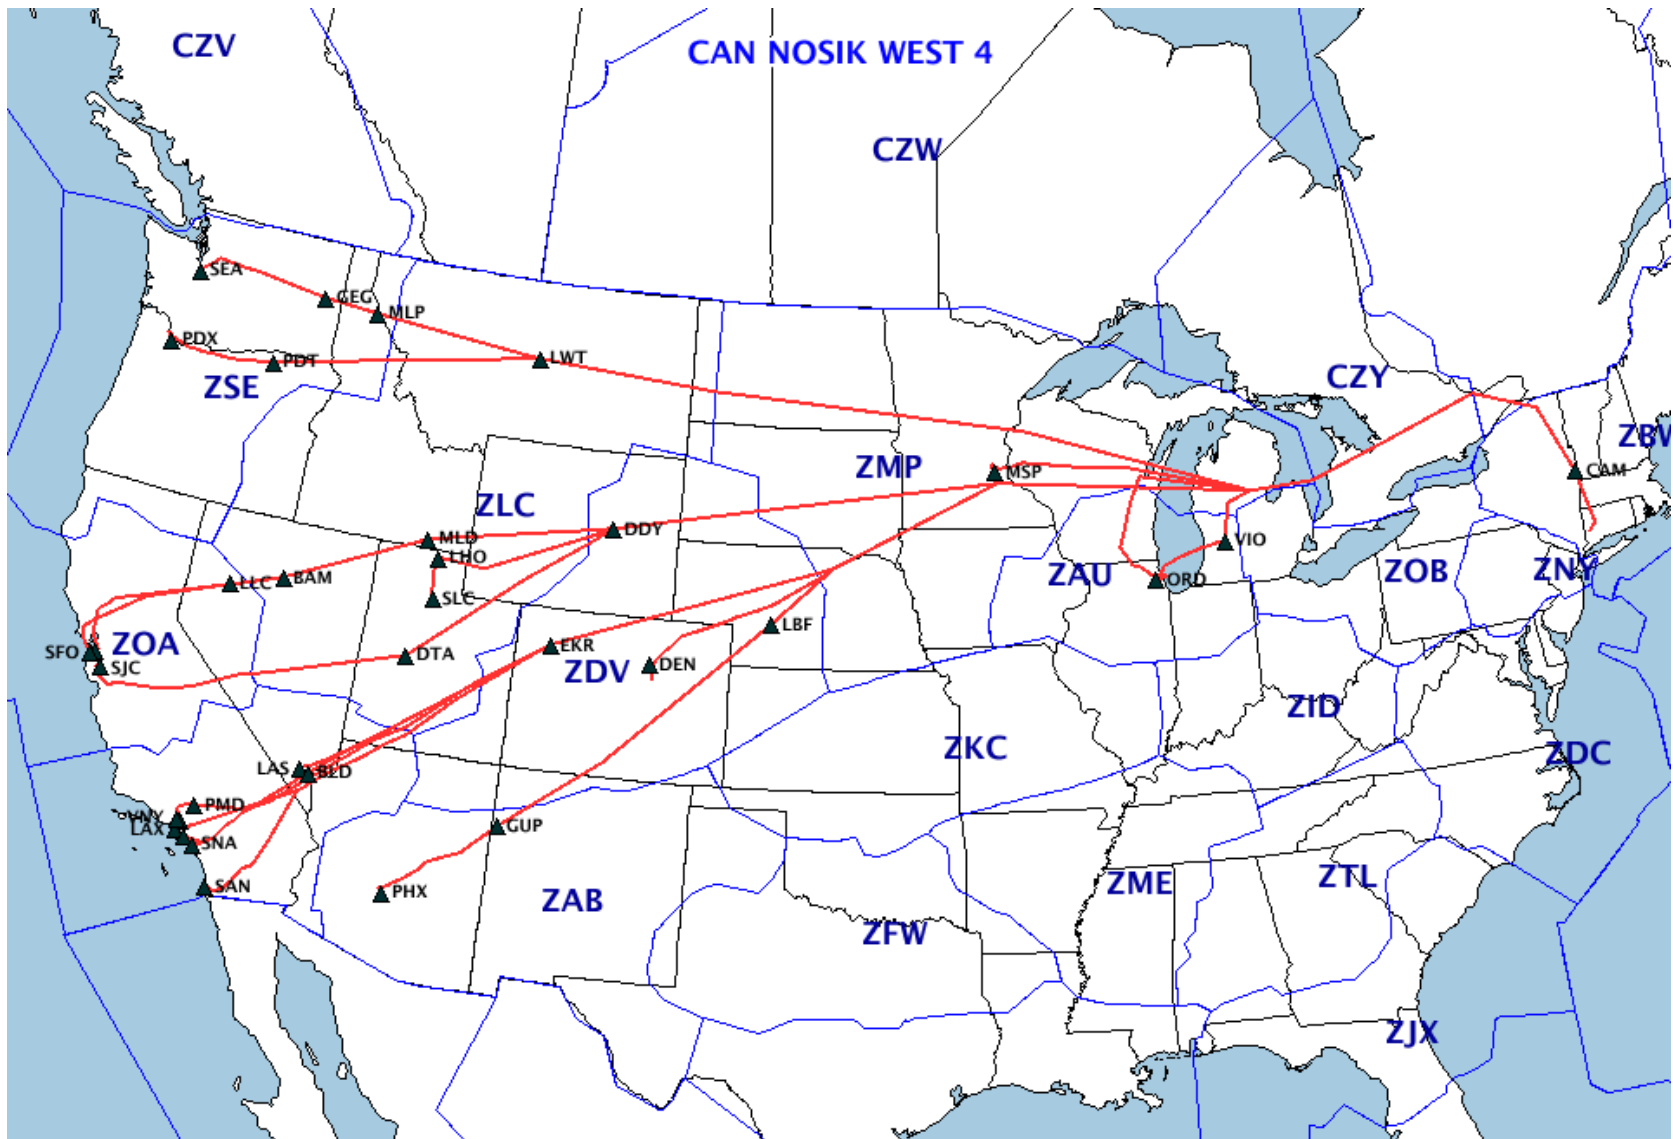 CZV
CAN NOSIK WEST 4
CZW
SEA
GEG
MLP
PDX
PDT
LWT
ZSE
CZY
ZBW
ZMP
MSP
CAM
ZLC
DDY
MLD
LHO
VIO
LLC
BAM
ZAU
ORD
ZOB
ZNY
SLC
LBF
ZOA
SFO
SJC
DTA
EKR
ZDV
DEN
ZID
ZKC
ZDC
LAS
BLD
PMD
VNY
LAX
SNA
GUP
SAN
PHX
ZAB
ZME
ZTL
ZFW
ZJX